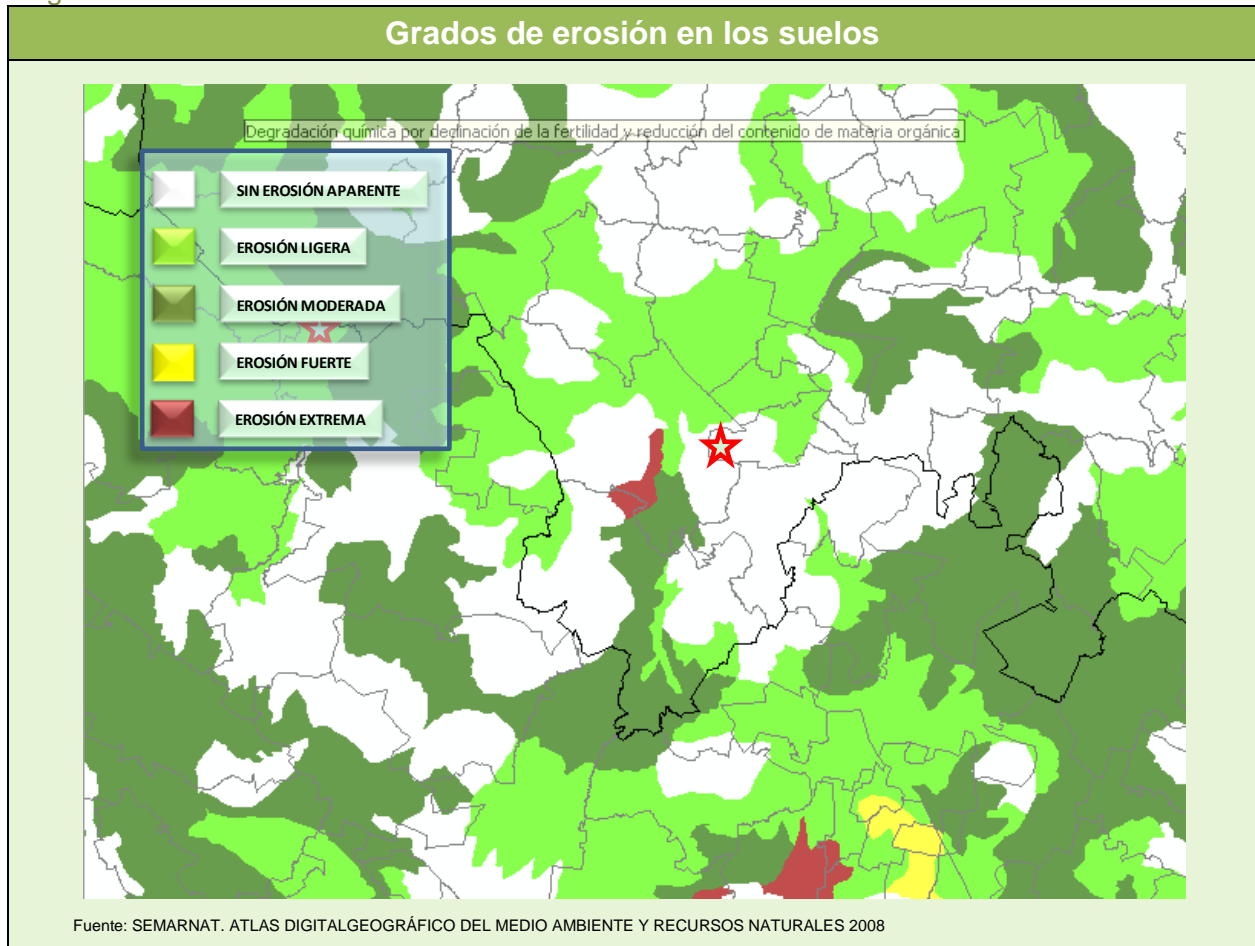 Grados de erosión en los suelos
Degradación química por declinación de la fertilidad y reducción del contenido de materia orgánica
SIN EROSIÓN APARENTE
EROSIÓN LIGERA
EROSIÓN MODERADA
EROSIÓN FUERTE
EROSIÓN EXTREMA
Fuente: SEMARNAT. ATLAS DIGITALGEOGRÁFICO DEL MEDIO AMBIENTE Y RECURSOS NATURALES 2008